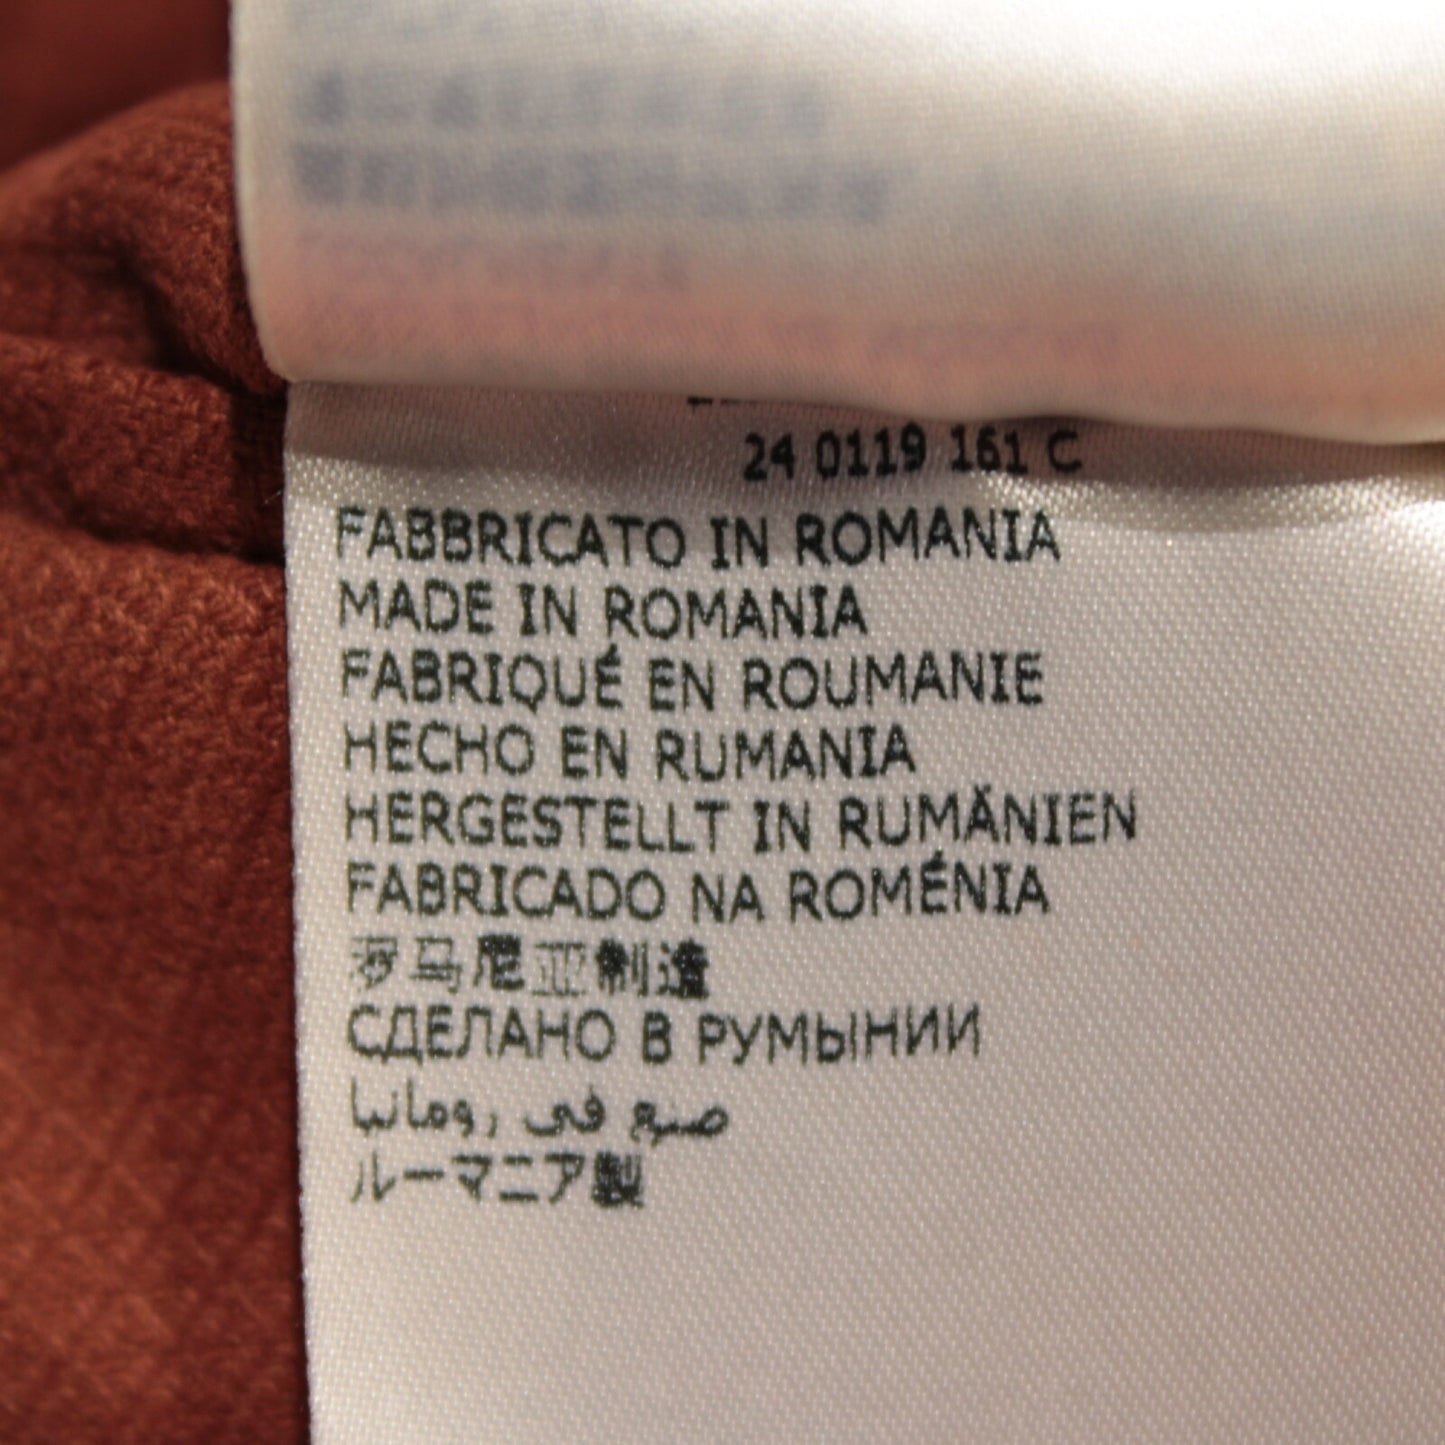 24 0119 161 C
FABBRICATO IN ROMANIA
MADE IN ROMANIA
FABRIQUÉ EN ROUMANIE
HECHO EN RUMANIA
HERGESTELLT IN RUMÄNIEN
FABRICADO NA ROMÉNIA
罗马尼亚制造
СДЕЛАНО В РУМЫНИИ
صنع في رومانيا
ルーマニア製